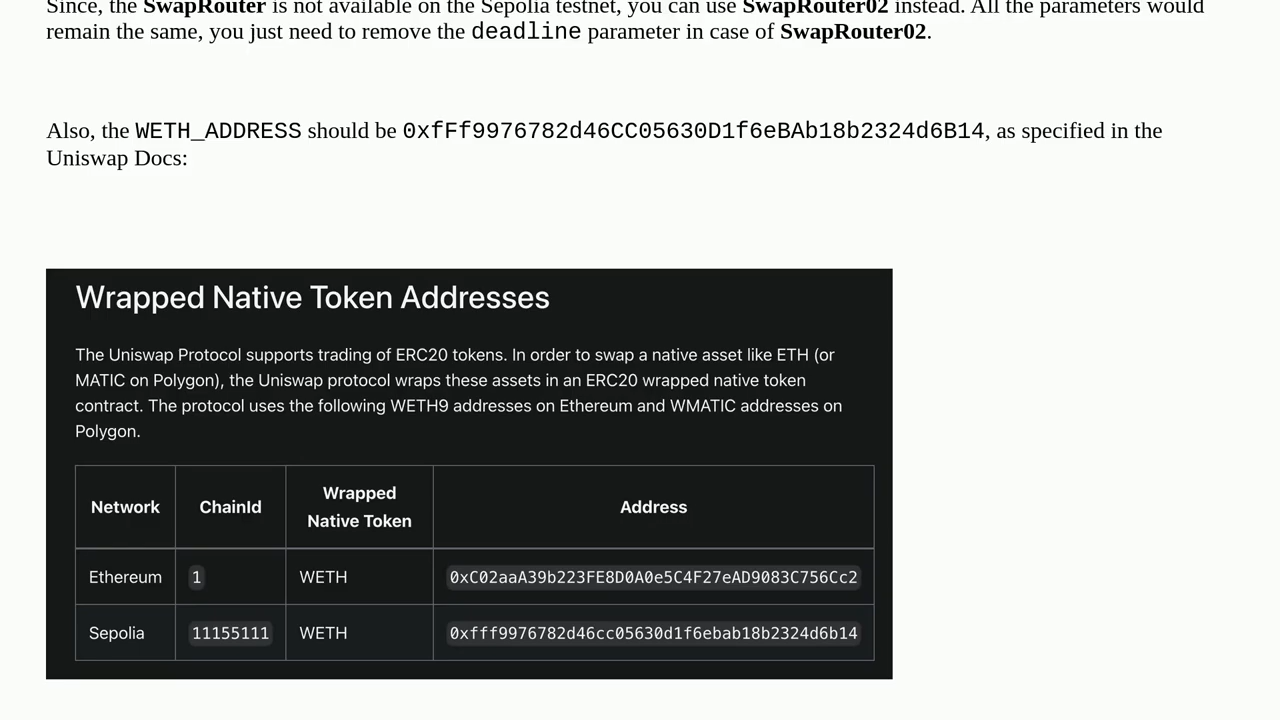 Since, the SwapRouter is not available on the Sepolia testnet, you can use SwapRouter02 instead. All the parameters would
remain the same, you just need to remove the deadline parameter in case of SwapRouter02.
Also, the WETH_ADDRESS should be 0xfFf9976782d46CC05630D1f6eBAb18b2324d6B14, as specified in the
Uniswap Docs:
Wrapped Native Token Addresses
The Uniswap Protocol supports trading of ERC20 tokens. In order to swap a native asset like ETH (or
MATIC on Polygon), the Uniswap protocol wraps these assets in an ERC20 wrapped native token
contract. The protocol uses the following WETH9 addresses on Ethereum and WMATIC addresses on
Polygon.
Network ChainId Wrapped Native Token Address
Ethereum 1 WETH 0xC02aaA39b223FE8D0A0e5C4F27eAD9083C756Cc2
Sepolia 11155111 WETH 0xfff9976782d46cc05630d1f6ebab18b2324d6b14